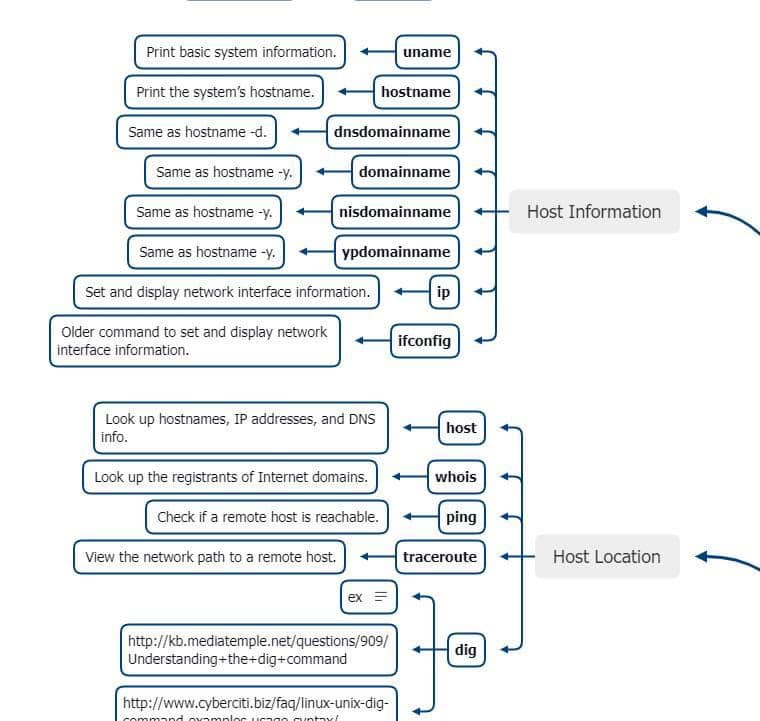 uname
Print basic system information.
hostname
Print the system's hostname.
dnsdomainname
Same as hostname -d.
domainname
Same as hostname -y.
nisdomainname
Same as hostname -y.
ypdomainname
Same as hostname -y.
Host Information
ip
Set and display network interface information.
ifconfig
Older command to set and display network
interface information.
host
Look up hostnames, IP addresses, and DNS
info.
whois
Look up the registrants of Internet domains.
ping
Check if a remote host is reachable.
traceroute
View the network path to a remote host.
Host Location
dig
ex
http://kb.mediatemple.net/questions/909/
Understanding+the+dig+command
http://www.cyberciti.biz/faq/linux-unix-dig-
command-examples-usage-syntax/